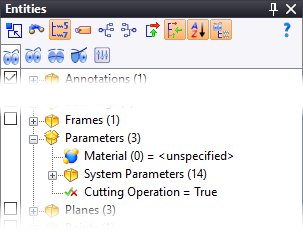 Entities
Annotations (1)
Frames (1)
Parameters (3)
Material (0) = <unspecified>
System Parameters (14)
Cutting Operation = True
Planes (3)